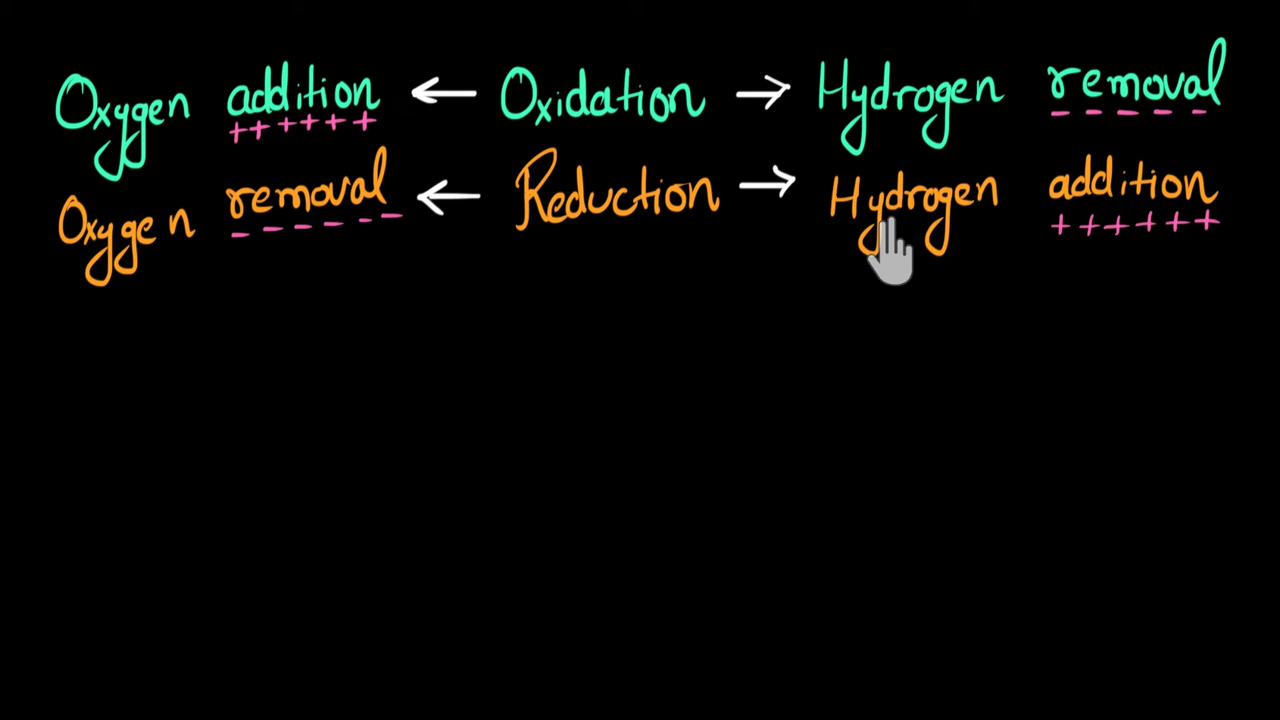 Oxygen addition ← Oxidation → Hydrogen removal
++++++ -----
Oxygen removal ← Reduction → Hydrogen addition
------ ++++++